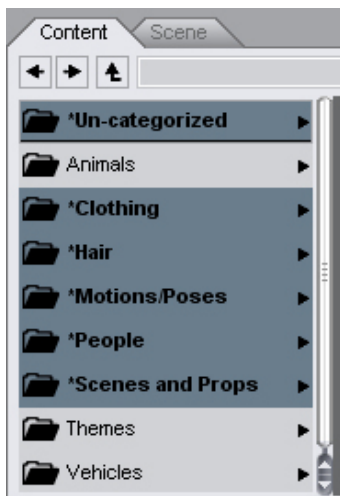 Content Scene
*Un-categorized
Animals
*Clothing
*Hair
*Motions/Poses
*People
*Scenes and Props
Themes
Vehicles